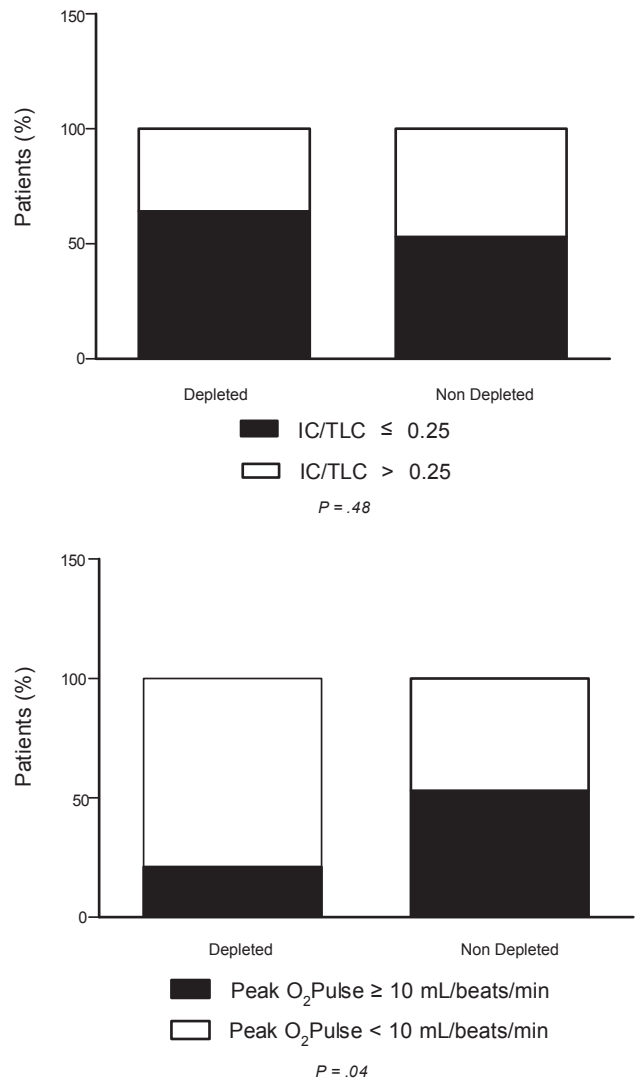 150
Patients (%)
100
50
0
Depleted Non Depleted
IC/TLC ≤ 0.25
IC/TLC > 0.25
P = .48
150
Patients (%)
100
50
0
Depleted Non Depleted
Peak O₂Pulse ≥ 10 mL/beats/min
Peak O₂Pulse < 10 mL/beats/min
P = .04